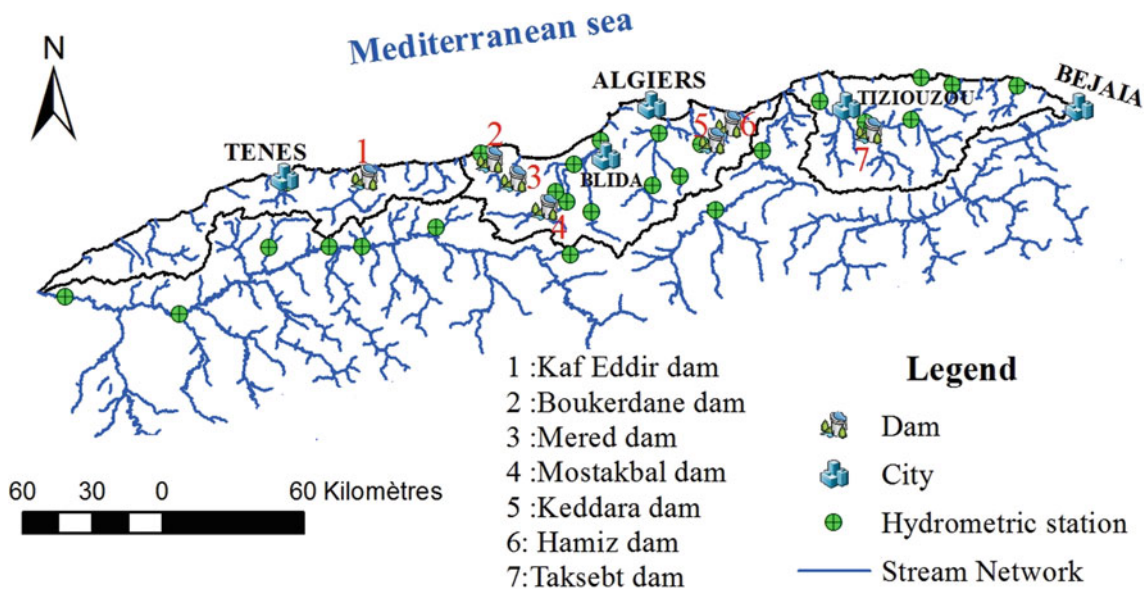 Mediterranean sea
N
ALGIERS
BEJAIA
TIZIOUZOU
TENES
BLIDA
1
2
3
4
5
6
7
1 :Kaf Eddir dam
2 :Boukerdane dam
3 :Mered dam
4 :Mostakbal dam
5 :Keddara dam
6: Hamiz dam
7:Taksebt dam
Legend
Dam
City
Hydrometric station
Stream Network
60 30 0 60 Kilomètres